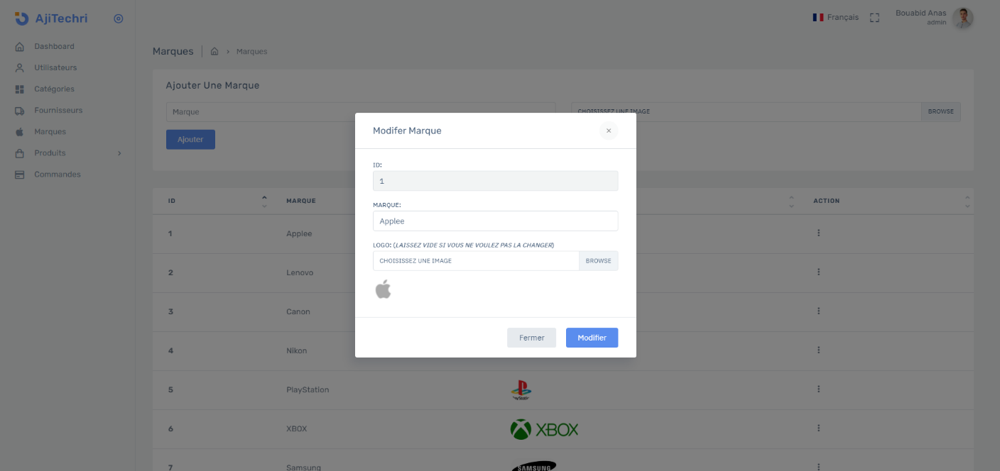 AjiTechri
Français
Bouabid Anas
admin
Dashboard
Utilisateurs
Catégories
Fournisseurs
Marques
Produits
Commandes
Marques
Marques
Ajouter Une Marque
Marque
CHOISISSEZ UNE IMAGE
BROWSE
Ajouter
Modifer Marque
×
ID:
1
MARQUE:
Applee
LOGO: (LAISSEZ VIDE SI VOUS NE VOULEZ PAS LA CHANGER)
CHOISISSEZ UNE IMAGE
BROWSE
Fermer
Modifier
ID
MARQUE
ACTION
1
Applee
2
Lenovo
3
Canon
4
Nikon
5
PlayStation
6
XBOX
XBOX
7
Samsung
SAMSUNG